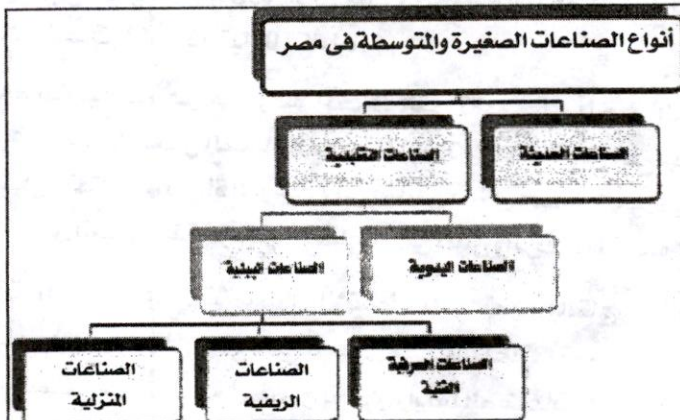 أنواع الصناعات الصغيرة والمتوسطة فى مصر
الصناعات الحديثة
الصناعات التقليدية
الصناعات اليدوية
الصناعات البيئية
الصناعات الحرفية
الفنية
الصناعات
الريفية
الصناعات
المنزلية